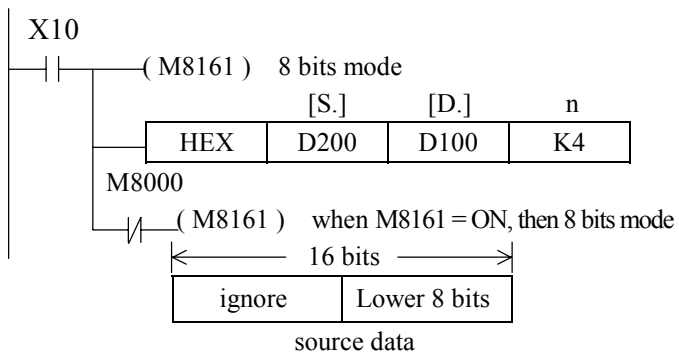 X10
( M8161 ) 8 bits mode
[S.] [D.] n
HEX D200 D100 K4
M8000
( M8161 ) when M8161 = ON, then 8 bits mode
16 bits
ignore Lower 8 bits
source data